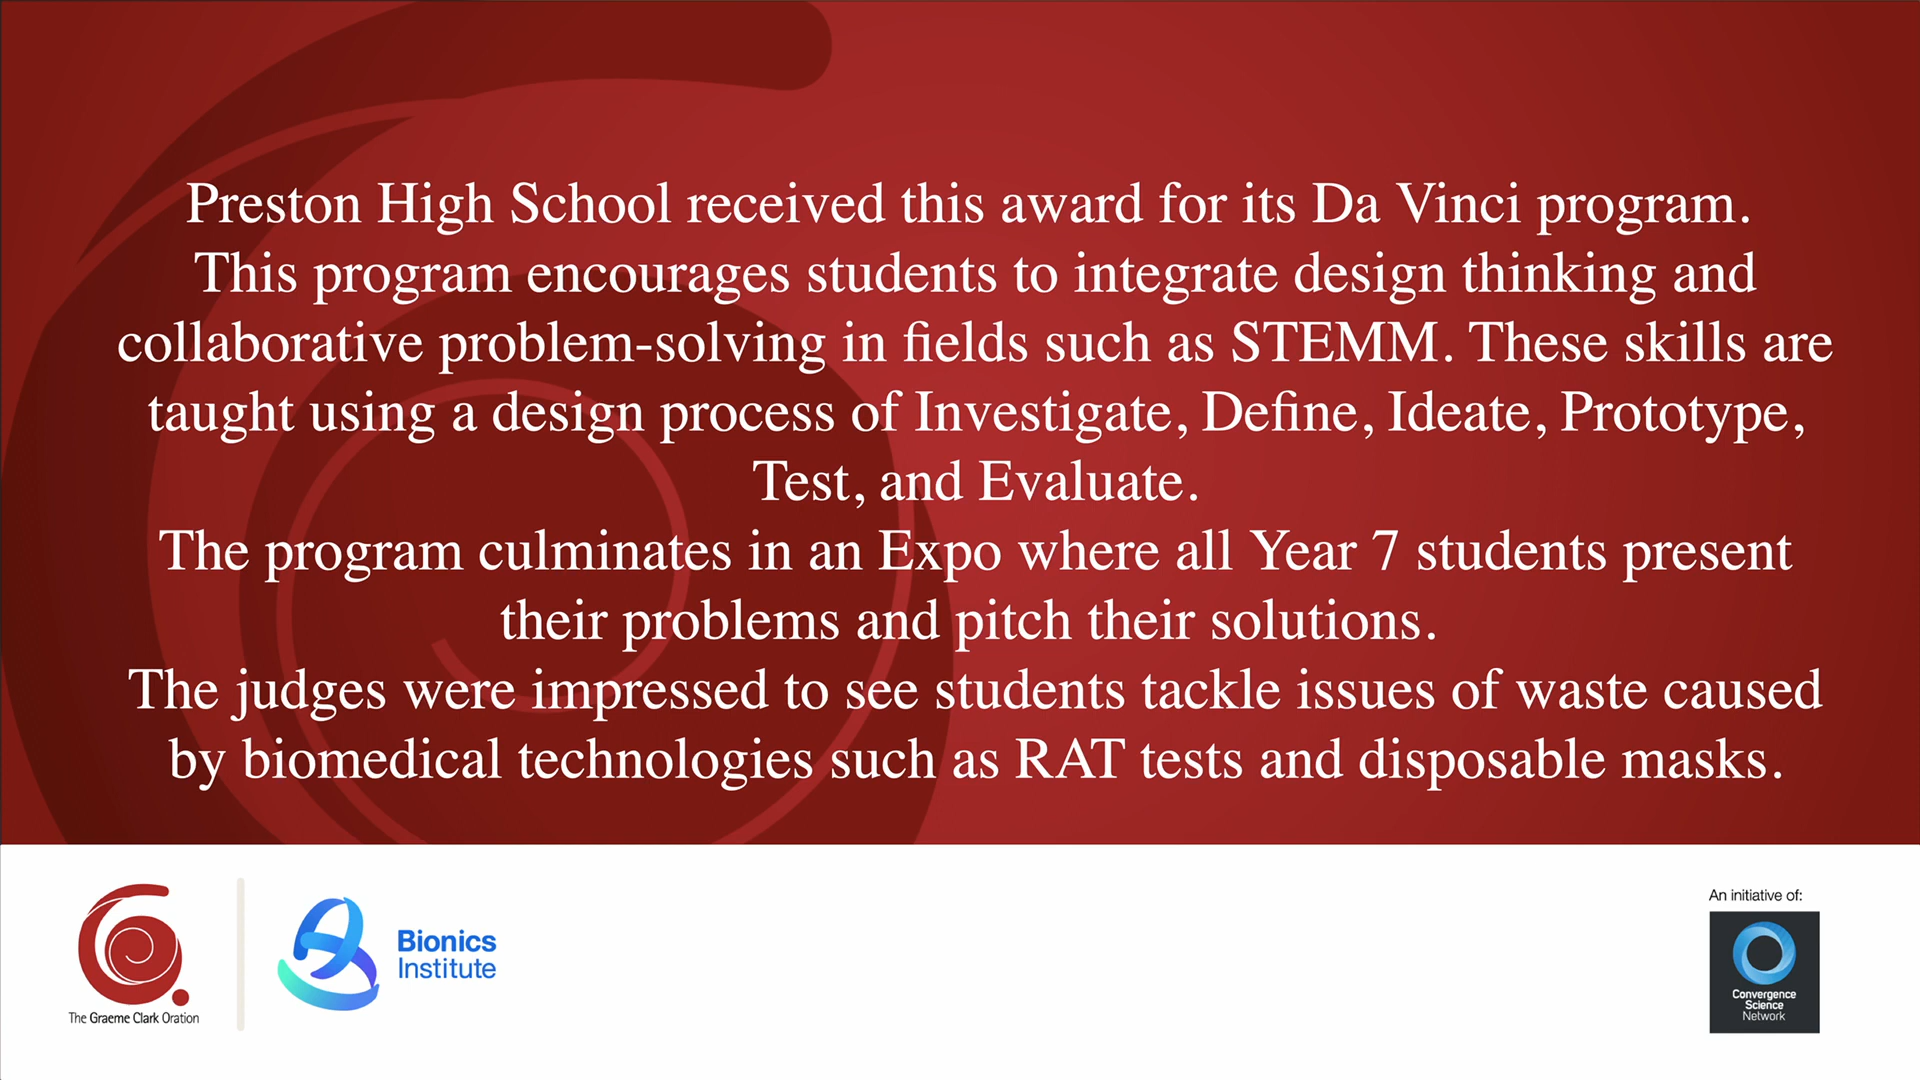 Preston High School received this award for its Da Vinci program.
This program encourages students to integrate design thinking and
collaborative problem-solving in fields such as STEMM. These skills are
taught using a design process of Investigate, Define, Ideate, Prototype,
Test, and Evaluate.
The program culminates in an Expo where all Year 7 students present
their problems and pitch their solutions.
The judges were impressed to see students tackle issues of waste caused
by biomedical technologies such as RAT tests and disposable masks.
The Graeme Clark Oration
Bionics
Institute
An initiative of:
Convergence
Science
Network